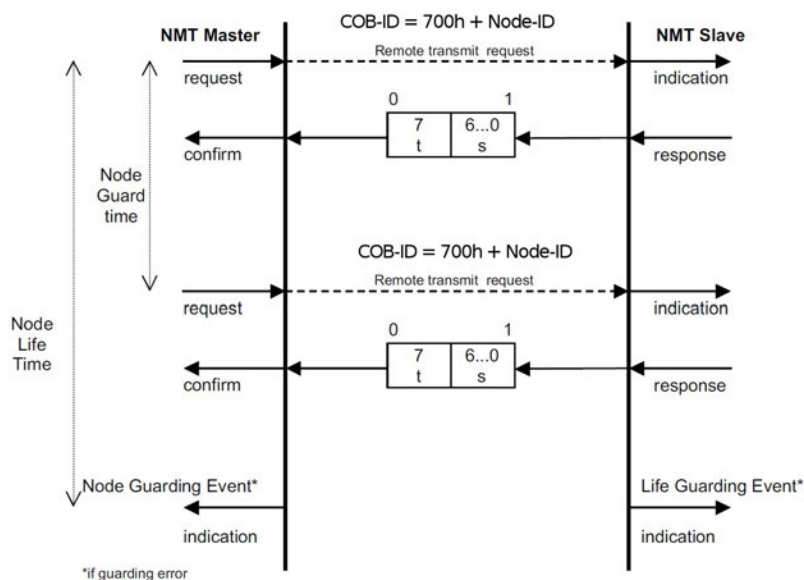 COB-ID = 700h + Node-ID
NMT Master
NMT Slave
Remote transmit request
request
indication
0 1
7 6...0
t s
confirm
response
Node
Guard
time
COB-ID = 700h + Node-ID
Remote transmit request
request
indication
Node
Life
Time
0 1
7 6...0
t s
confirm
response
Node Guarding Event*
Life Guarding Event*
indication
indication
*if guarding error